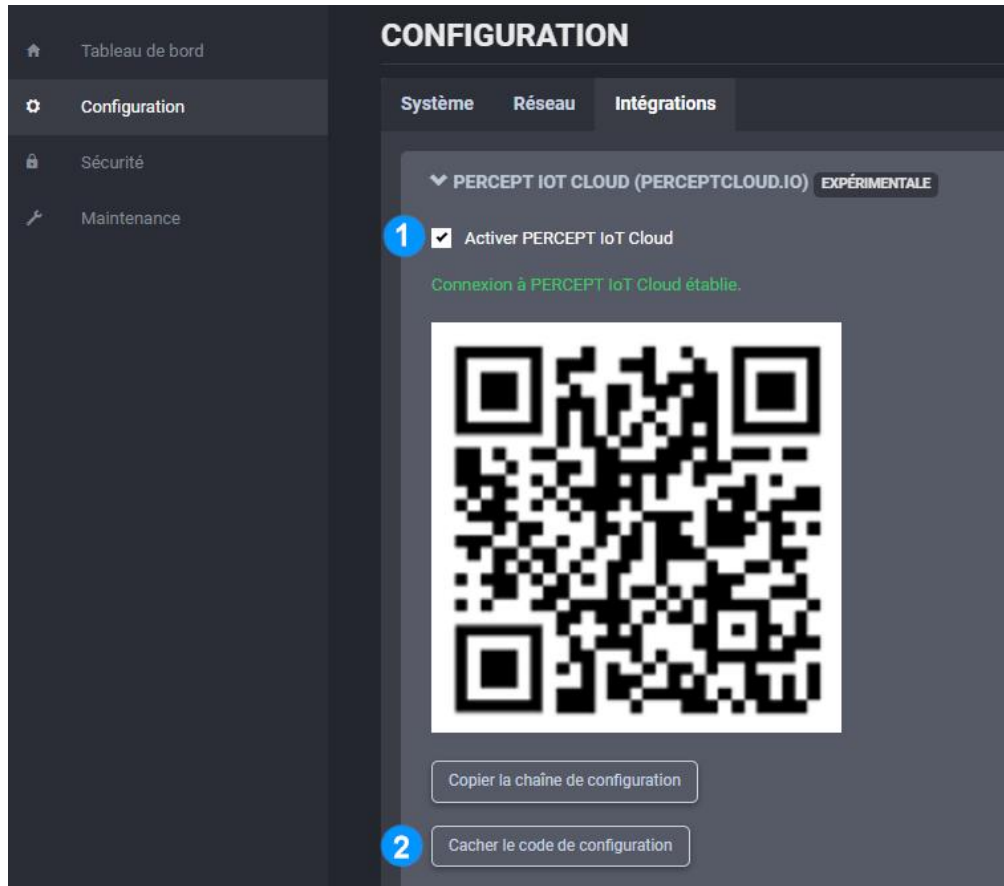 CONFIGURATION
Tableau de bord
Configuration
Sécurité
Maintenance
Système Réseau Intégrations
PERCEPT IOT CLOUD (PERCEPTCLOUD.IO) EXPÉRIMENTALE
1 Activer PERCEPT IoT Cloud
Connexion à PERCEPT IoT Cloud établie.
Copier la chaîne de configuration
2 Cacher le code de configuration